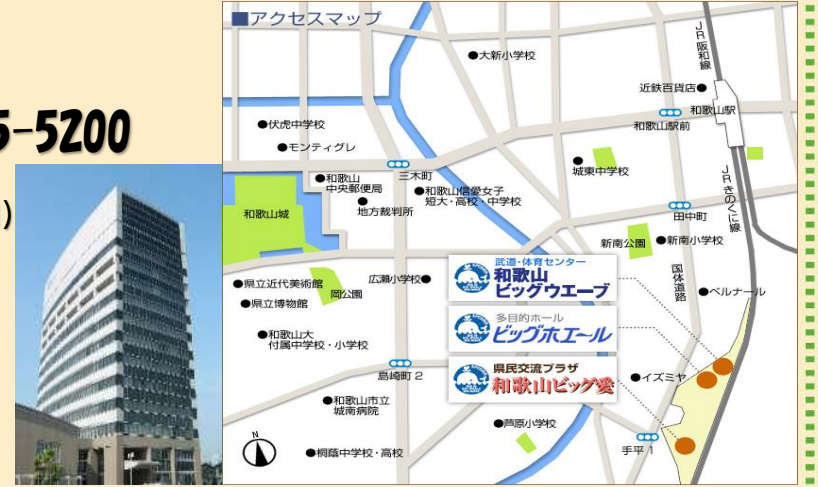 5-5200
)
■アクセスマップ
●大新小学校
JR阪和線
近鉄百貨店●
和歌山駅
和歌山駅前
●伏虎中学校
●モンティグレ
三木町
●和歌山
中央郵便局
●地方裁判所
●和歌山信愛女子
短大・高校・中学校
●城東中学校
JRきのくに線
和歌山城
田中町
新南公園
●新南小学校
武道・体育センター
和歌山
ビッグウエーブ
国体道路
●ベルナール
●県立近代美術館
岡公園
広瀬小学校●
●県立博物館
多目的ホール
ビッグホエール
●和歌山大
付属中学校・小学校
県民交流プラザ
和歌山ビッグ愛
島崎町2
●イズミヤ
●和歌山市立
城南病院
●芦原小学校
手平1
N
●桐蔭中学校・高校